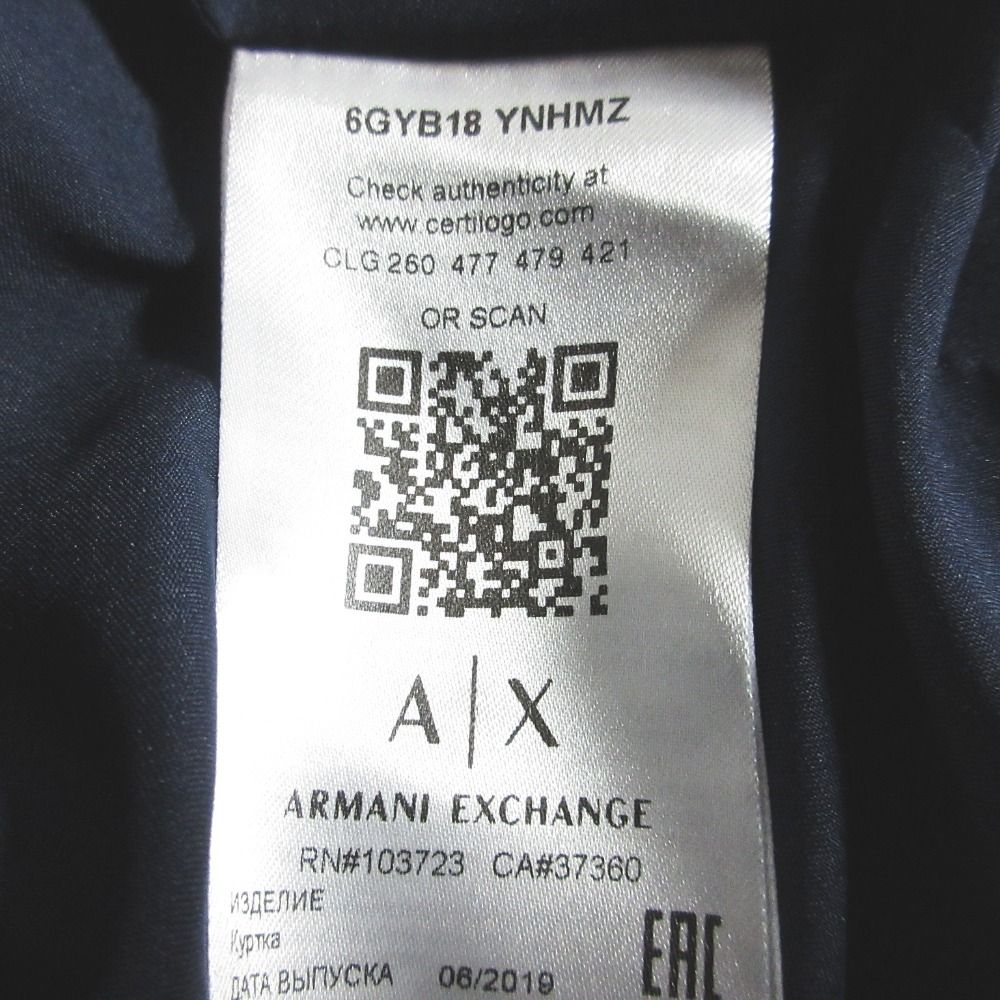 6GYB18 YNHMZ
Check authenticity at
www.certilogo.com
CLG 260 477 479 421
OR SCAN
A|X
ARMANI EXCHANGE
RN#103723 CA#37360
ИЗДЕЛИЕ
Куртка
ДАТА ВЫПУСКА 06/2019
EAC